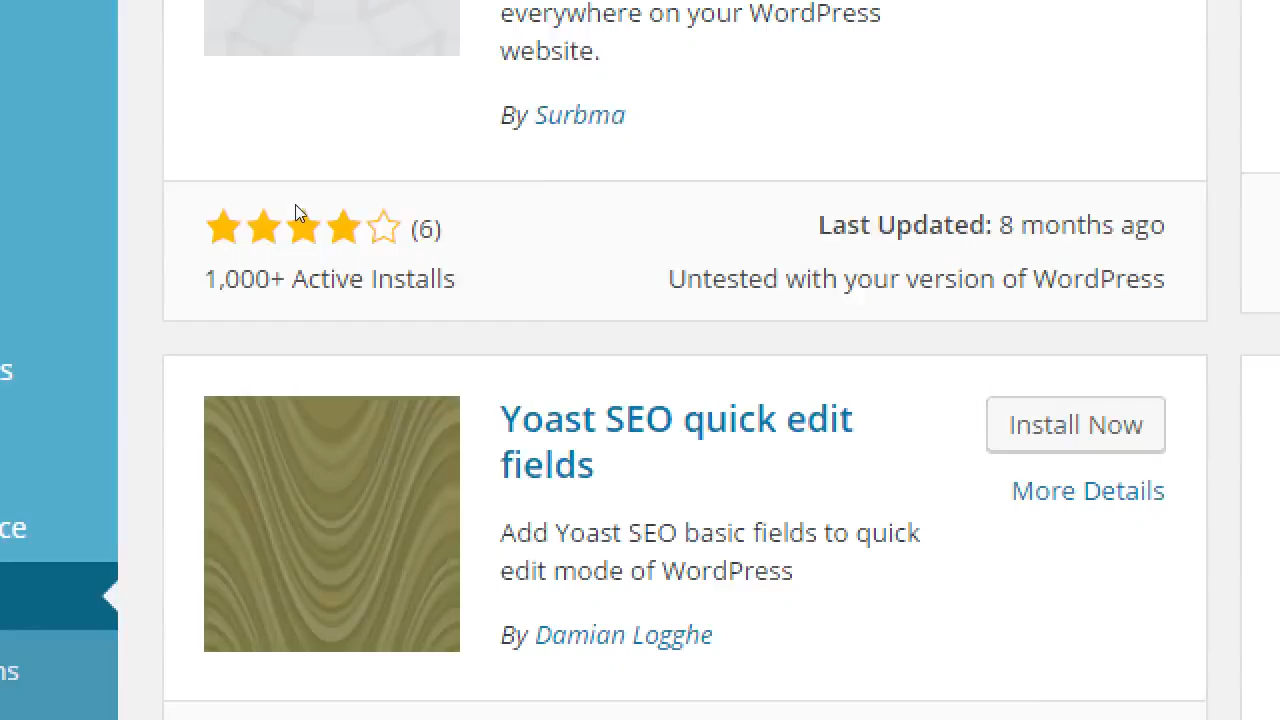 everywhere on your WordPress
website.
By Surbma
(6)
Last Updated: 8 months ago
1,000+ Active Installs
Untested with your version of WordPress
s
Yoast SEO quick edit
fields
Install Now
More Details
ce
Add Yoast SEO basic fields to quick
edit mode of WordPress
By Damian Logghe
ns